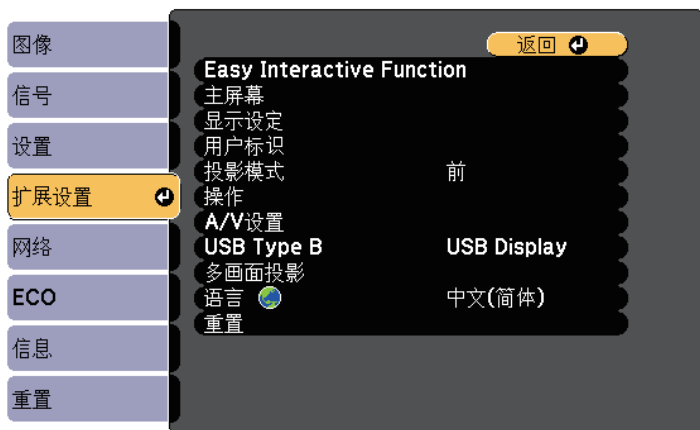 图像
信号
设置
扩展设置
网络
ECO
信息
重置
返回
Easy Interactive Function
主屏幕
显示设定
用户标识
投影模式 前
操作
A/V设置
USB Type B USB Display
多画面投影
语言 中文(简体)
重置